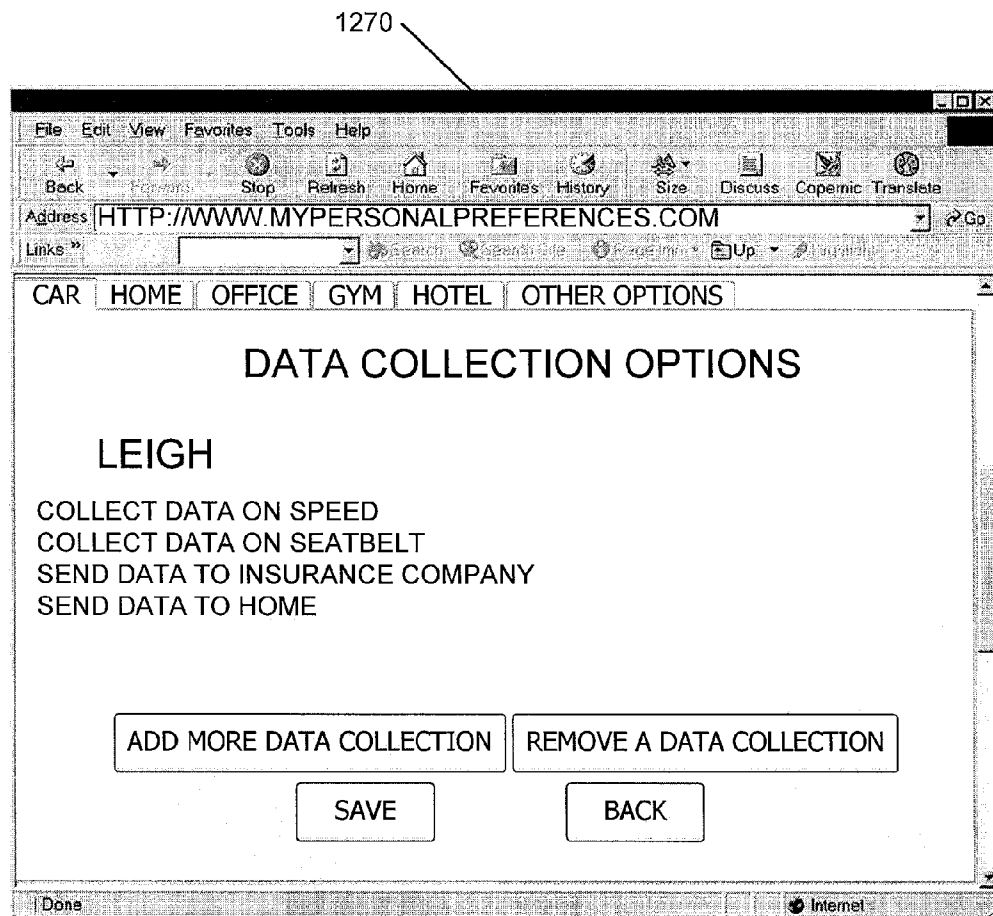 1270
File Edit View Favorites Tools Help
Back Forward Stop Refresh Home Favorites History Size Discuss Copernic Translate
Address HTTP://WWW.MYPERSONALPREFERENCES.COM Go
Links » Up
CAR HOME OFFICE GYM HOTEL OTHER OPTIONS
DATA COLLECTION OPTIONS
LEIGH
COLLECT DATA ON SPEED
COLLECT DATA ON SEATBELT
SEND DATA TO INSURANCE COMPANY
SEND DATA TO HOME
ADD MORE DATA COLLECTION REMOVE A DATA COLLECTION
SAVE BACK
Done Internet